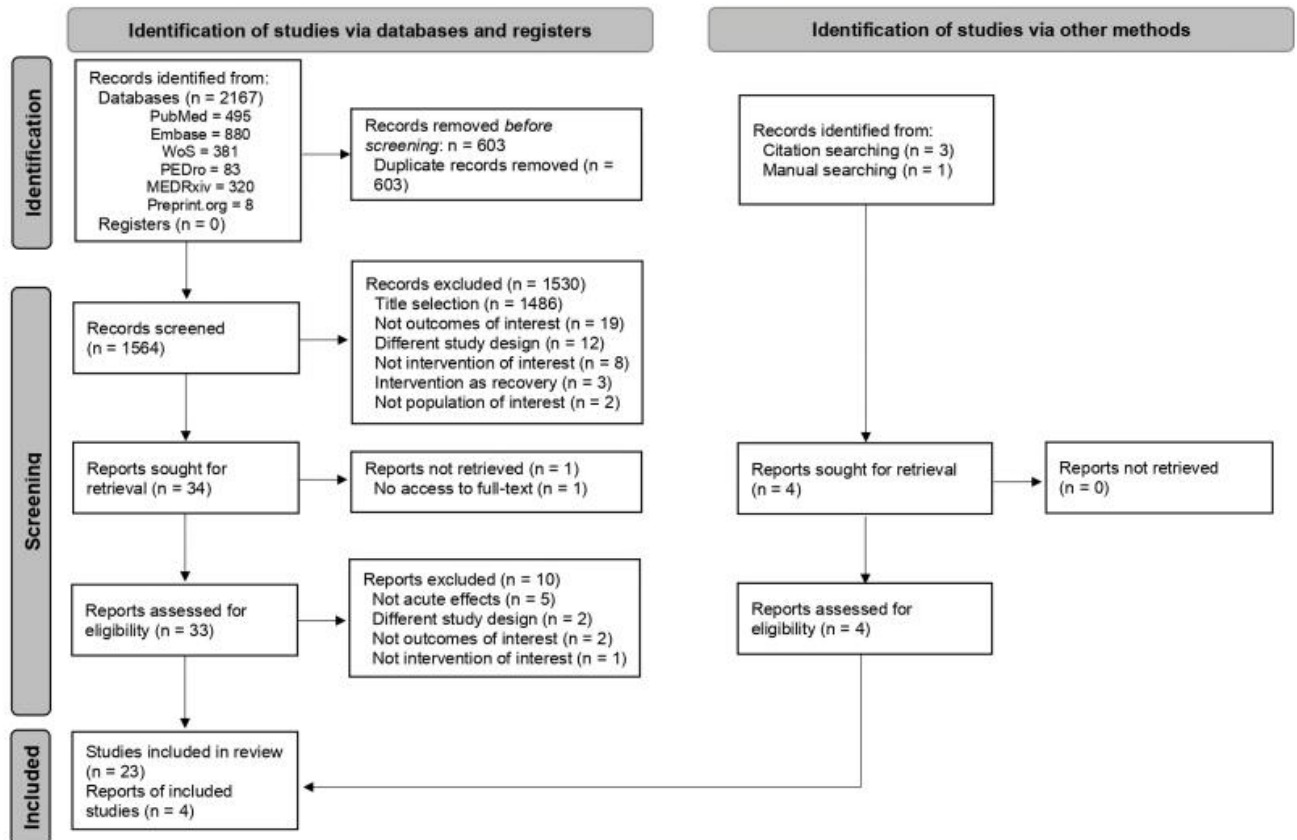 Identification of studies via databases and registers
Identification of studies via other methods
Identification
Records identified from:
Databases (n = 2167)
PubMed = 495
Embase = 880
WoS = 381
PEDro = 83
MEDRxiv = 320
Preprint.org = 8
Registers (n = 0)
Records removed before
screening: n = 603
Duplicate records removed (n =
603)
Records identified from:
Citation searching (n = 3)
Manual searching (n = 1)
Screening
Records screened
(n = 1564)
Records excluded (n = 1530)
Title selection (n = 1486)
Not outcomes of interest (n = 19)
Different study design (n = 12)
Not intervention of interest (n = 8)
Intervention as recovery (n = 3)
Not population of interest (n = 2)
Reports sought for
retrieval (n = 34)
Reports not retrieved (n = 1)
No access to full-text (n = 1)
Reports sought for retrieval
(n = 4)
Reports not retrieved
(n = 0)
Reports assessed for
eligibility (n = 33)
Reports excluded (n = 10)
Not acute effects (n = 5)
Different study design (n = 2)
Not outcomes of interest (n = 2)
Not intervention of interest (n = 1)
Reports assessed for
eligibility (n = 4)
Included
Studies included in review
(n = 23)
Reports of included
studies (n = 4)